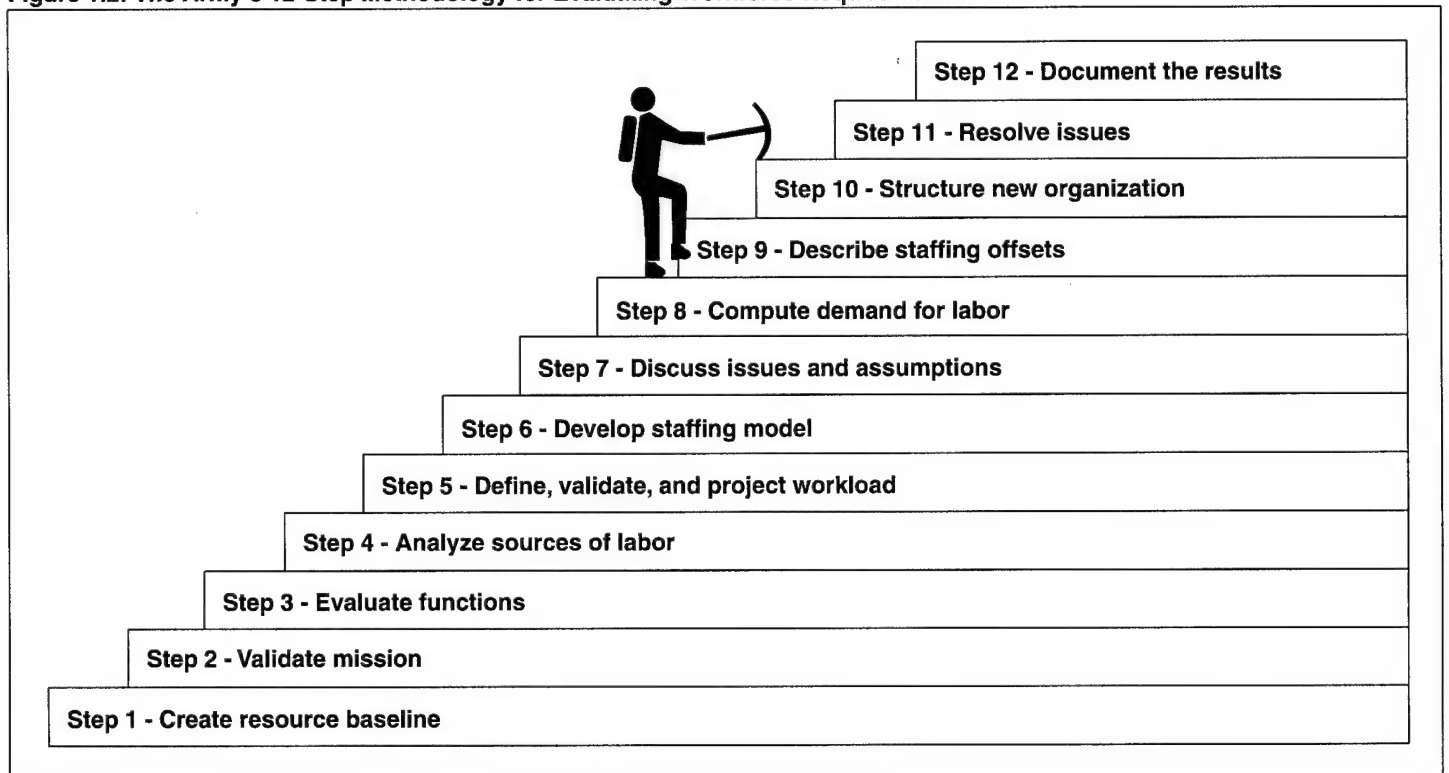 Step 12 - Document the results
Step 11 - Resolve issues
Step 10 - Structure new organization
Step 9 - Describe staffing offsets
Step 8 - Compute demand for labor
Step 7 - Discuss issues and assumptions
Step 6 - Develop staffing model
Step 5 - Define, validate, and project workload
Step 4 - Analyze sources of labor
Step 3 - Evaluate functions
Step 2 - Validate mission
Step 1 - Create resource baseline